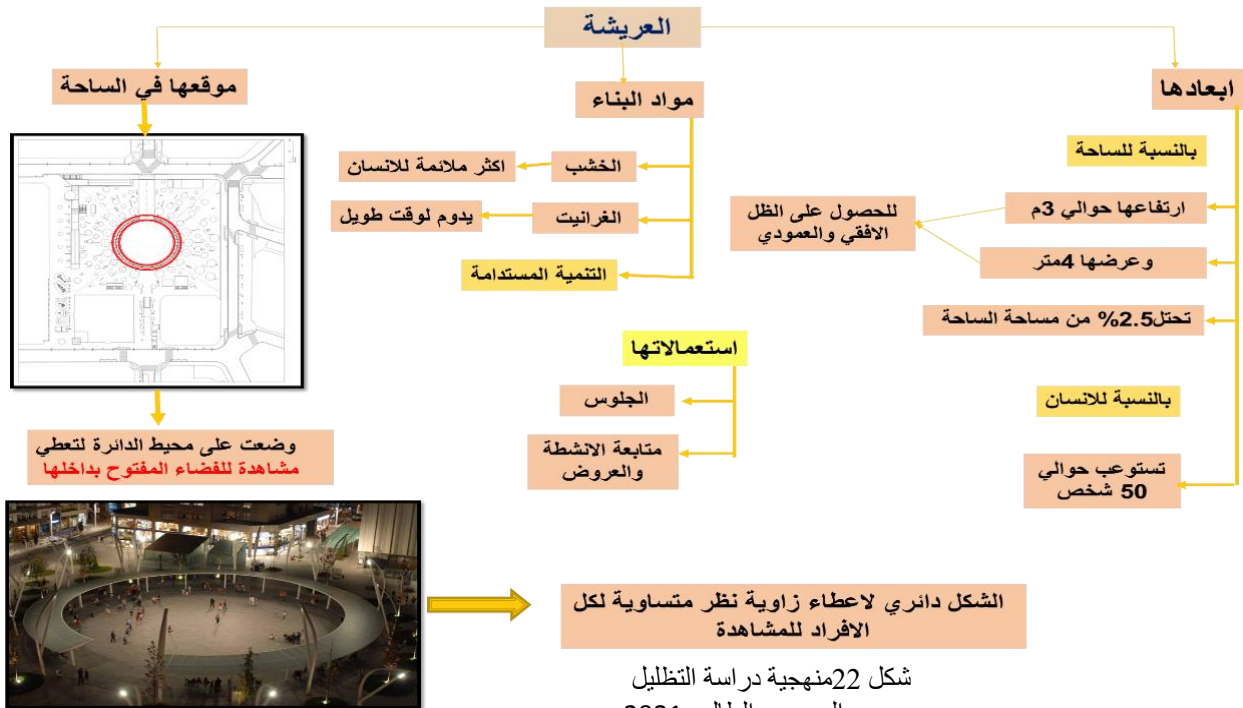 العريشة
ابعادها
بالنسبة للساحة
ارتفاعها حوالي 3م
وعرضها 4متر
للحصول على الظل
الافقي والعمودي
تحتل2.5% من مساحة الساحة
بالنسبة للانسان
تستوعب حوالي
50 شخص
مواد البناء
الخشب
اكثر ملائمة للانسان
الغرانيت
يدوم لوقت طويل
التنمية المستدامة
استعمالاتها
الجلوس
متابعة الانشطة
والعروض
موقعها في الساحة
وضعت على محيط الدائرة لتعطي
مشاهدة للفضاء المفتوح بداخلها
الشكل دائري لاعطاء زاوية نظر متساوية لكل
الافراد للمشاهدة
شكل 22منهجية دراسة التظليل